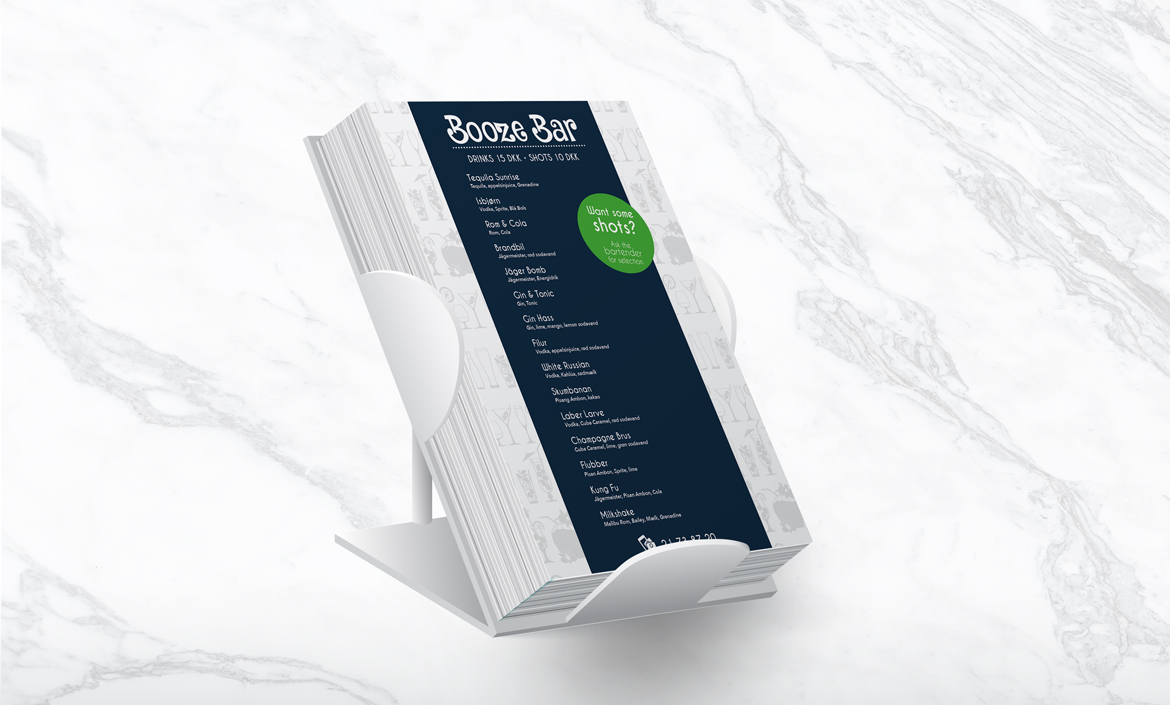 Booze Bar
DRINKS 15 DKK - SHOTS 10 DKK
Tequila Sunrise
Tequila, appelsinjuice, Grenadine
Isbjørn
Vodka, Sprite, Blå Bols
Rom & Cola
Rom, Cola
Brandbil
Jägermeister, rød sodavand
Jäger Bomb
Jägermeister, Energidrik
Gin & Tonic
Gin, Tonic
Gin Hass
Gin, lime, mango, lemon sodavand
Filur
Vodka, appelsinjuice, rød sodavand
White Russian
Vodka, Kahlúa, sødmælk
Skumbanan
Pisang Ambon, kakao
Laber Larve
Vodka, Cuba Caramel, rød sodavand
Champagne Brus
Cuba Caramel, lime, grøn sodavand
Flubber
Pisan Ambon, Sprite, lime
Kung Fu
Jägermeister, Pisan Ambon, Cola
Milkshake
Malibu Rom, Bailey, Mælk, Grenadine
Want some
shots?
Ask the
bartender
for selection